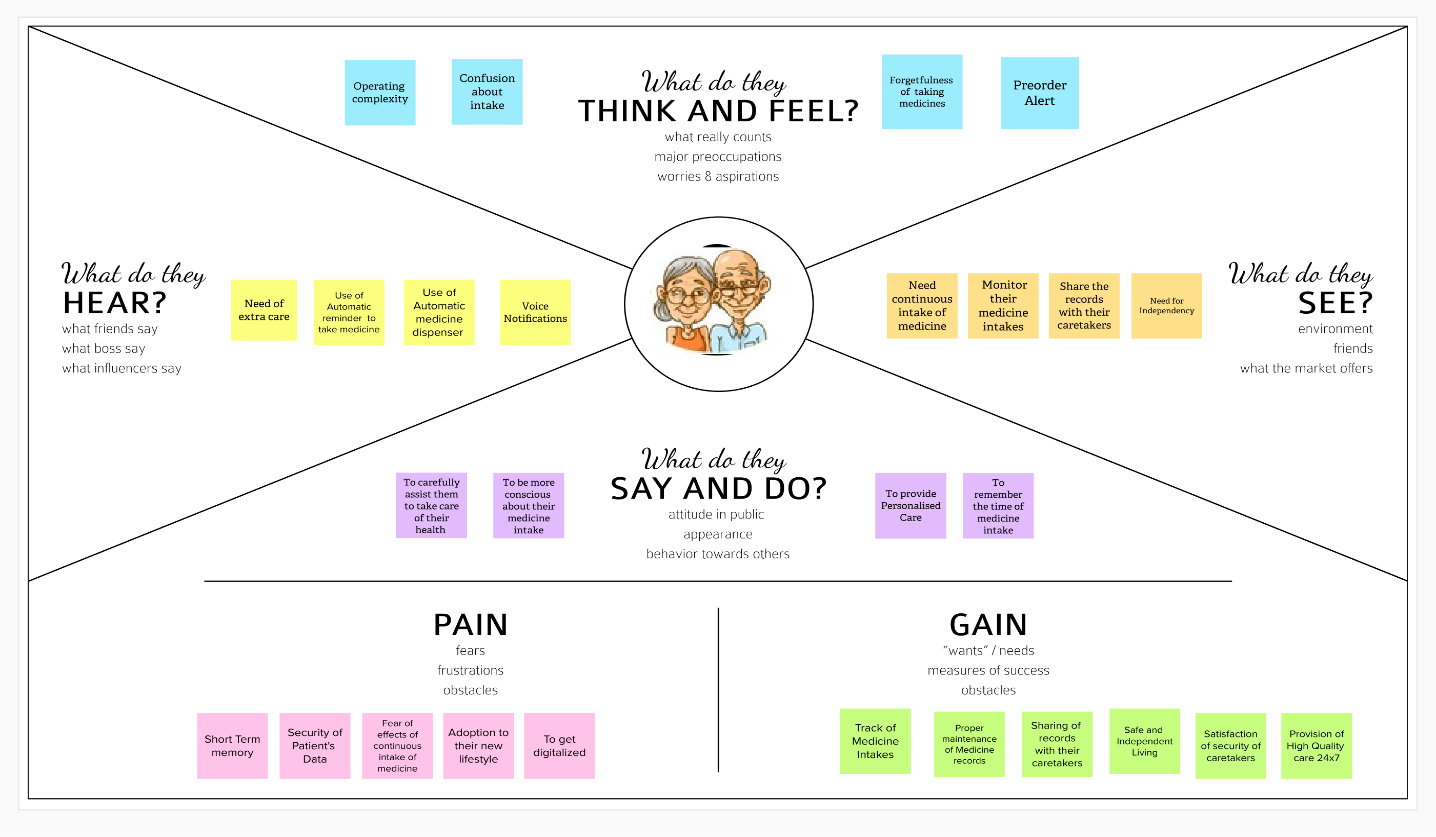 Operating
complexity
Confusion
about
intake
What do they
THINK AND FEEL?
what really counts
major preoccupations
worries & aspirations
Forgetfulness
of taking
medicines
Preorder
Alert
What do they
HEAR?
what friends say
what boss say
what influencers say
Need of
extra care
Use of
Automatic
reminder to
take medicine
Use of
Automatic
medicine
dispenser
Voice
Notifications
Need
continuous
intake of
medicine
Monitor
their
medicine
intakes
Share the
records
with their
caretakers
Need for
Independency
What do they
SEE?
environment
friends
what the market offers
To carefully
assist them
to take care
of their
health
To be more
conscious
about their
medicine
intake
What do they
SAY AND DO?
attitude in public
appearance
behavior towards others
To provide
Personalised
Care
To
remember
the time of
medicine
intake
PAIN
fears
frustrations
obstacles
Short Term
memory
Security of
Patient's
Data
Fear of
effects of
continuous
intake of
medicine
Adoption to
their new
lifestyle
To get
digitalized
GAIN
"wants" / needs
measures of success
obstacles
Track of
Medicine
Intakes
Proper
maintenance
of Medicine
records
Sharing of
records
with their
caretakers
Safe and
Independent
Living
Satisfaction
of security of
caretakers
Provision of
High Quality
care 24x7